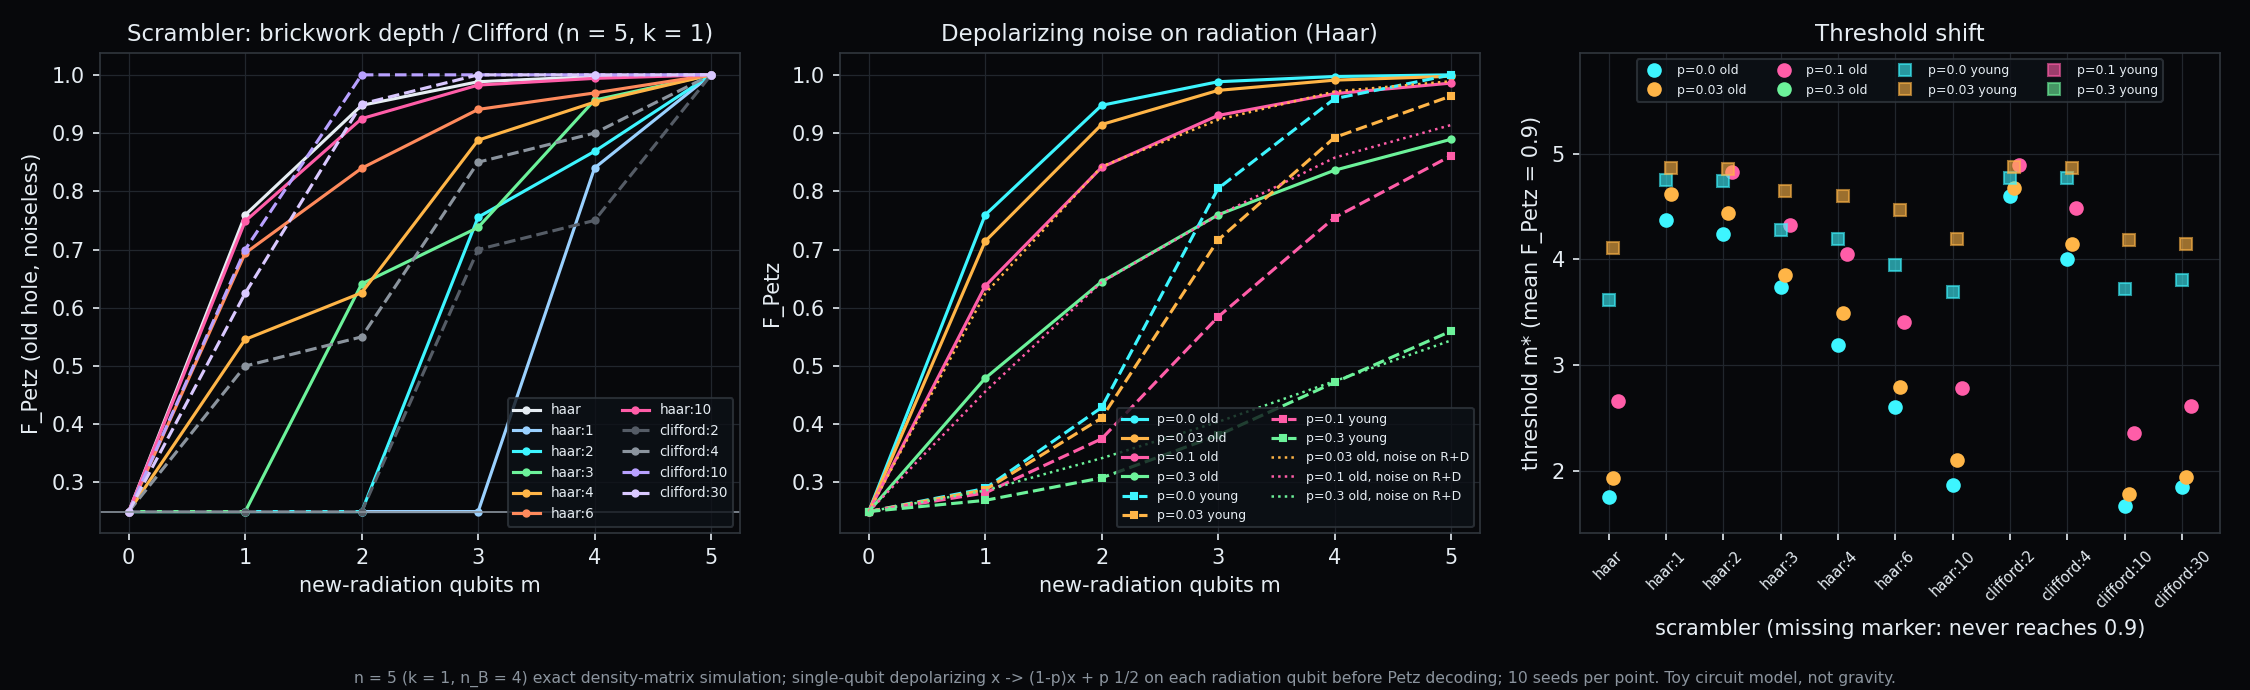 Scrambler: brickwork depth / Clifford (n = 5, k = 1)
F_Petz (old hole, noiseless)
1.0
0.9
0.8
0.7
0.6
0.5
0.4
0.3
0 1 2 3 4 5
new-radiation qubits m
haar
haar:1
haar:2
haar:3
haar:4
haar:6
haar:10
clifford:2
clifford:4
clifford:10
clifford:30
Depolarizing noise on radiation (Haar)
F_Petz
1.0
0.9
0.8
0.7
0.6
0.5
0.4
0.3
0 1 2 3 4 5
new-radiation qubits m
p=0.0 old
p=0.03 old
p=0.1 old
p=0.3 old
p=0.0 young
p=0.03 young
p=0.1 young
p=0.3 young
p=0.03 old, noise on R+D
p=0.1 old, noise on R+D
p=0.3 old, noise on R+D
Threshold shift
threshold m* (mean F_Petz = 0.9)
p=0.0 old
p=0.03 old
p=0.1 old
p=0.3 old
p=0.0 young
p=0.03 young
p=0.1 young
p=0.3 young
5
4
3
2
haar
haar:1
haar:2
haar:3
haar:4
haar:6
haar:10
clifford:2
clifford:4
clifford:10
clifford:30
scrambler (missing marker: never reaches 0.9)
n = 5 (k = 1, n_B = 4) exact density-matrix simulation; single-qubit depolarizing x -> (1-p)x + p 1/2 on each radiation qubit before Petz decoding; 10 seeds per point. Toy circuit model, not gravity.